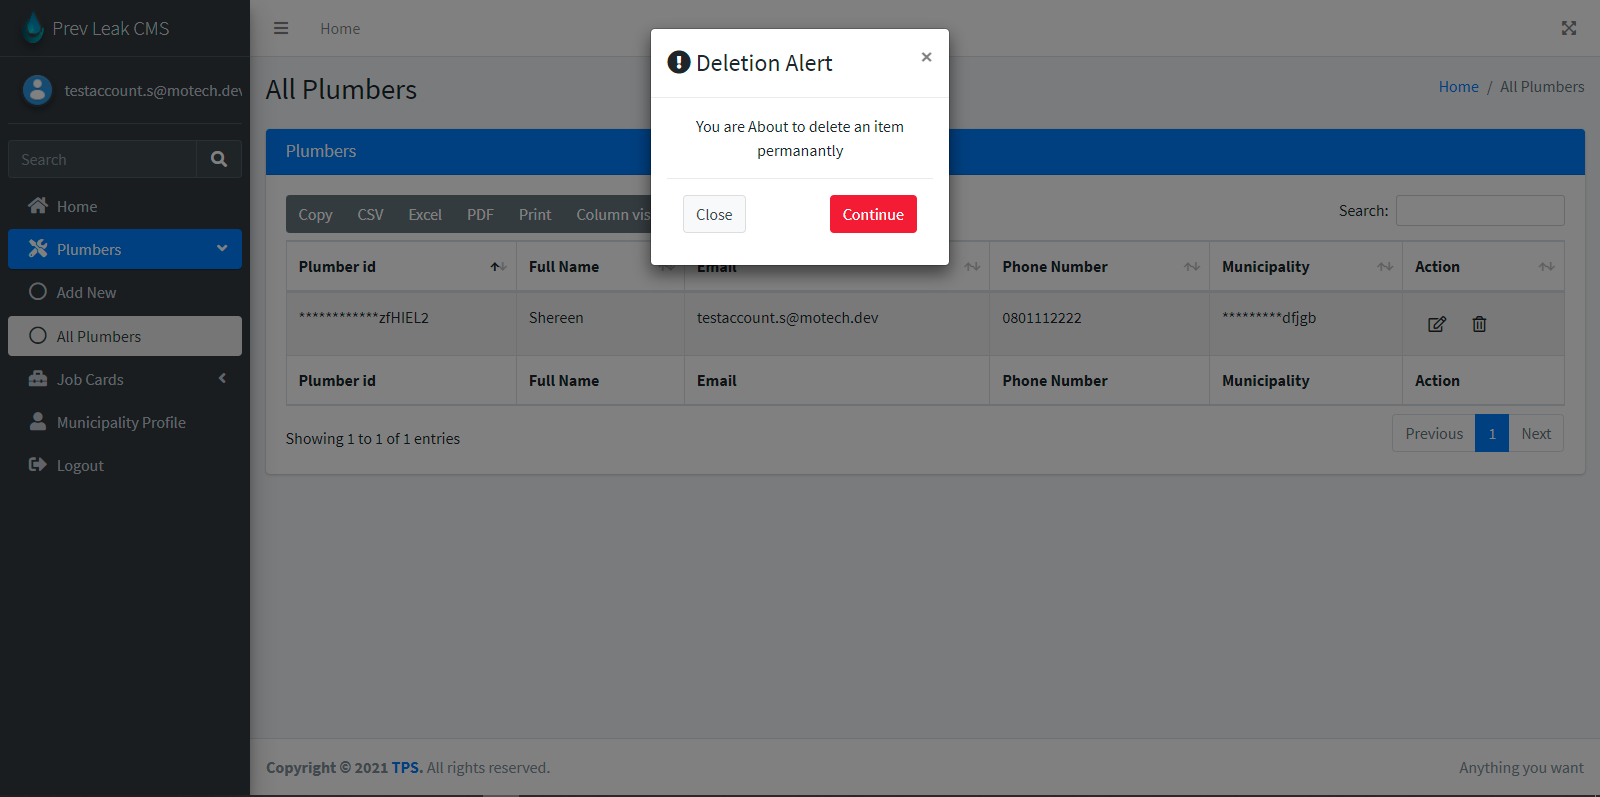 Prev Leak CMS
Home
testaccount.s@motech.dev
Search
Home
Plumbers
Add New
All Plumbers
Job Cards
Municipality Profile
Logout
All Plumbers
Home / All Plumbers
Plumbers
Copy CSV Excel PDF Print Column vis
Search:
Plumber id Full Name Email Phone Number Municipality Action
************zfHIEL2 Shereen testaccount.s@motech.dev 0801112222 *********dfjgb
Plumber id Full Name Email Phone Number Municipality Action
Showing 1 to 1 of 1 entries
Previous 1 Next
Deletion Alert ×
You are About to delete an item
permanantly
Close Continue
Copyright © 2021 TPS. All rights reserved.
Anything you want